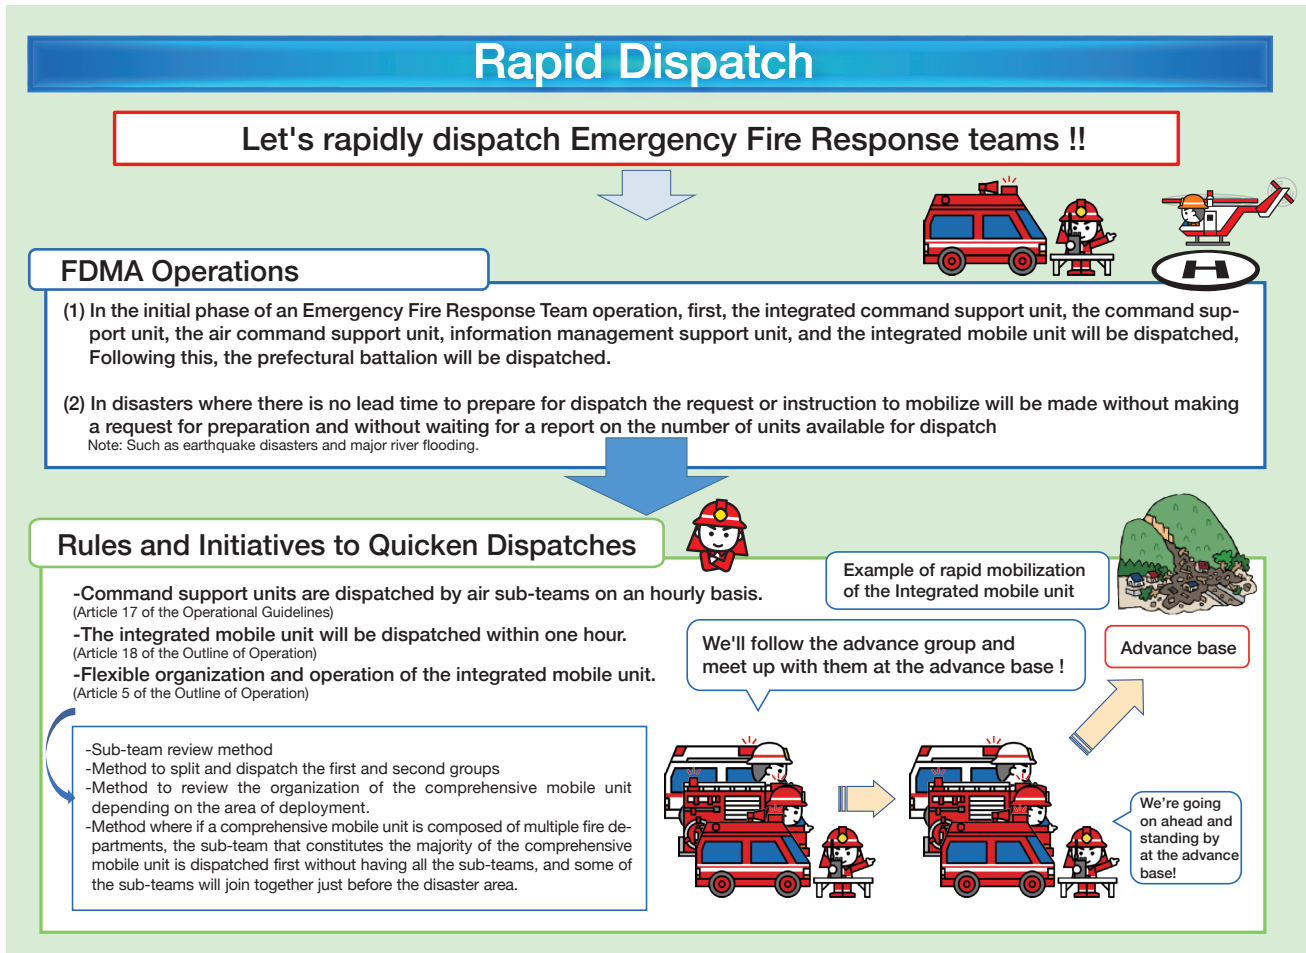 Rapid Dispatch
Let's rapidly dispatch Emergency Fire Response teams !!
FDMA Operations
(1) In the initial phase of an Emergency Fire Response Team operation, first, the integrated command support unit, the command sup-
port unit, the air command support unit, information management support unit, and the integrated mobile unit will be dispatched,
Following this, the prefectural battalion will be dispatched.
(2) In disasters where there is no lead time to prepare for dispatch the request or instruction to mobilize will be made without making
a request for preparation and without waiting for a report on the number of units available for dispatch
Note: Such as earthquake disasters and major river flooding.
Rules and Initiatives to Quicken Dispatches
-Command support units are dispatched by air sub-teams on an hourly basis.
(Article 17 of the Operational Guidelines)
-The integrated mobile unit will be dispatched within one hour.
(Article 18 of the Outline of Operation)
-Flexible organization and operation of the integrated mobile unit.
(Article 5 of the Outline of Operation)
-Sub-team review method
-Method to split and dispatch the first and second groups
-Method to review the organization of the comprehensive mobile unit
depending on the area of deployment.
-Method where if a comprehensive mobile unit is composed of multiple fire de-
partments, the sub-team that constitutes the majority of the comprehensive
mobile unit is dispatched first without having all the sub-teams, and some of
the sub-teams will join together just before the disaster area.
Example of rapid mobilization
of the Integrated mobile unit
We'll follow the advance group and
meet up with them at the advance base !
Advance base
We're going
on ahead and
standing by
at the advance
base!
H